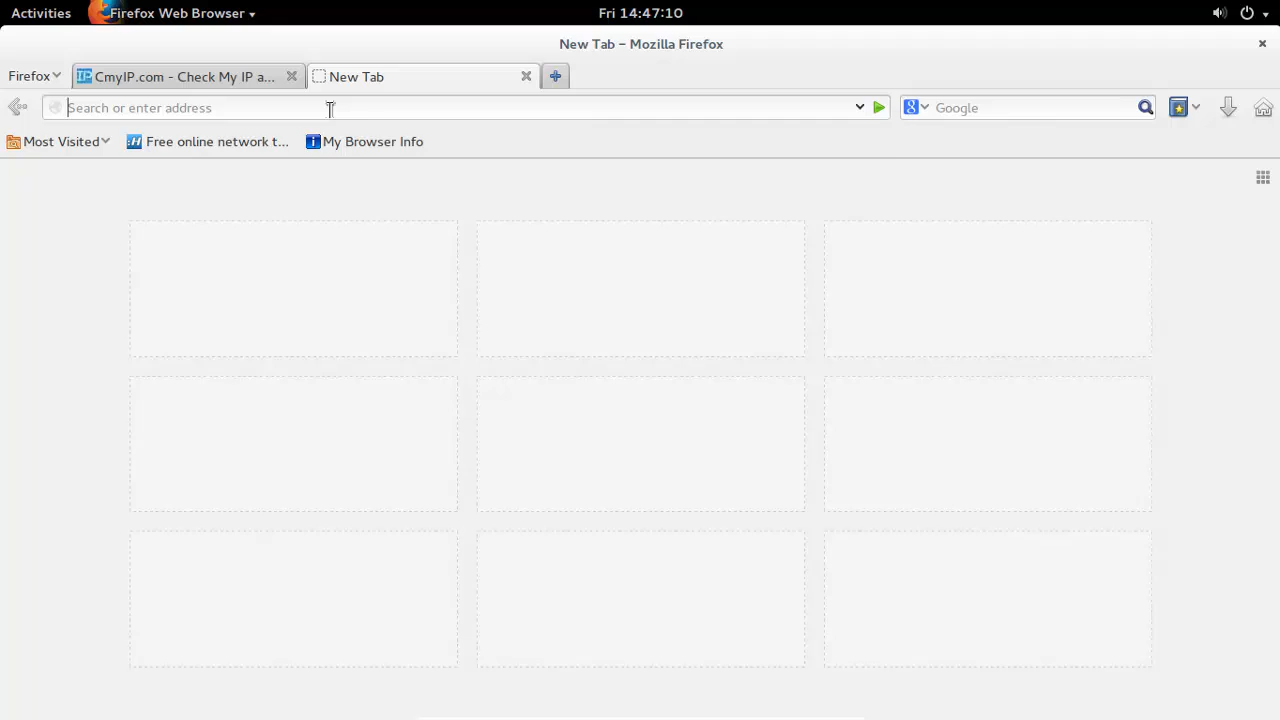 Activities Firefox Web Browser Fri 14:47:10
New Tab - Mozilla Firefox
Firefox CmyIP.com - Check My IP a... New Tab
Search or enter address Google
Most Visited Free online network t... My Browser Info